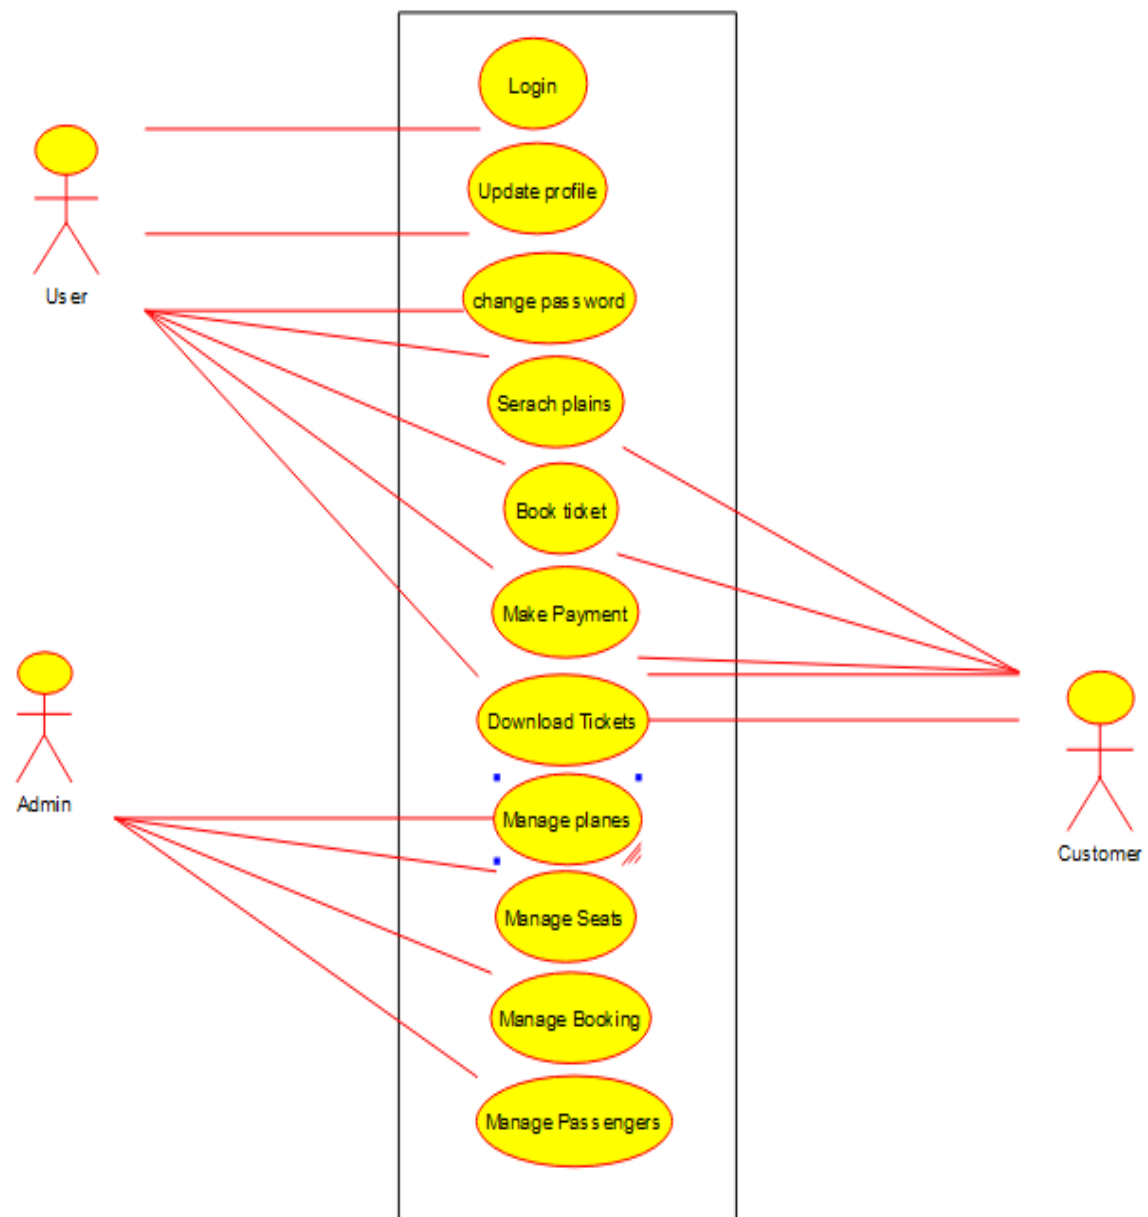 Login
Update profile
User
change password
Serach plains
Book ticket
Make Payment
Download Tickets
Admin
Manage planes
Customer
Manage Seats
Manage Booking
Manage Passengers